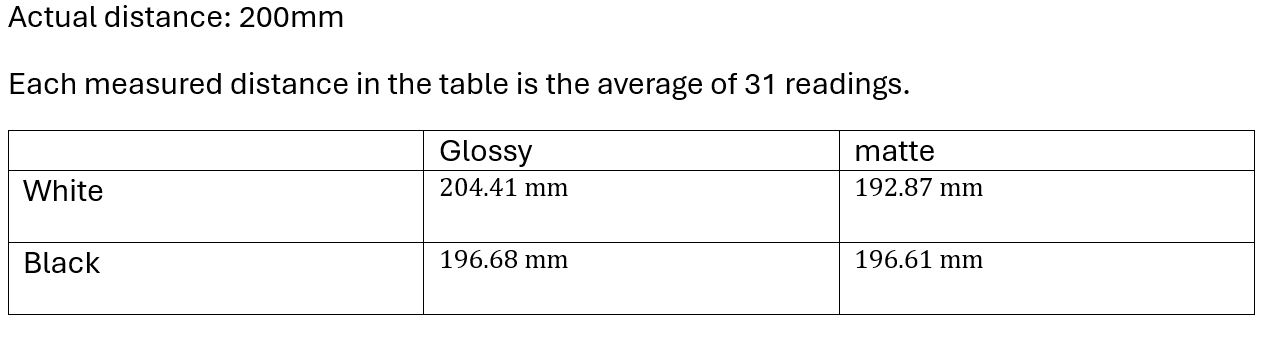 Actual distance: 200mm
Each measured distance in the table is the average of 31 readings.
Glossy matte
White 204.41 mm 192.87 mm
Black 196.68 mm 196.61 mm